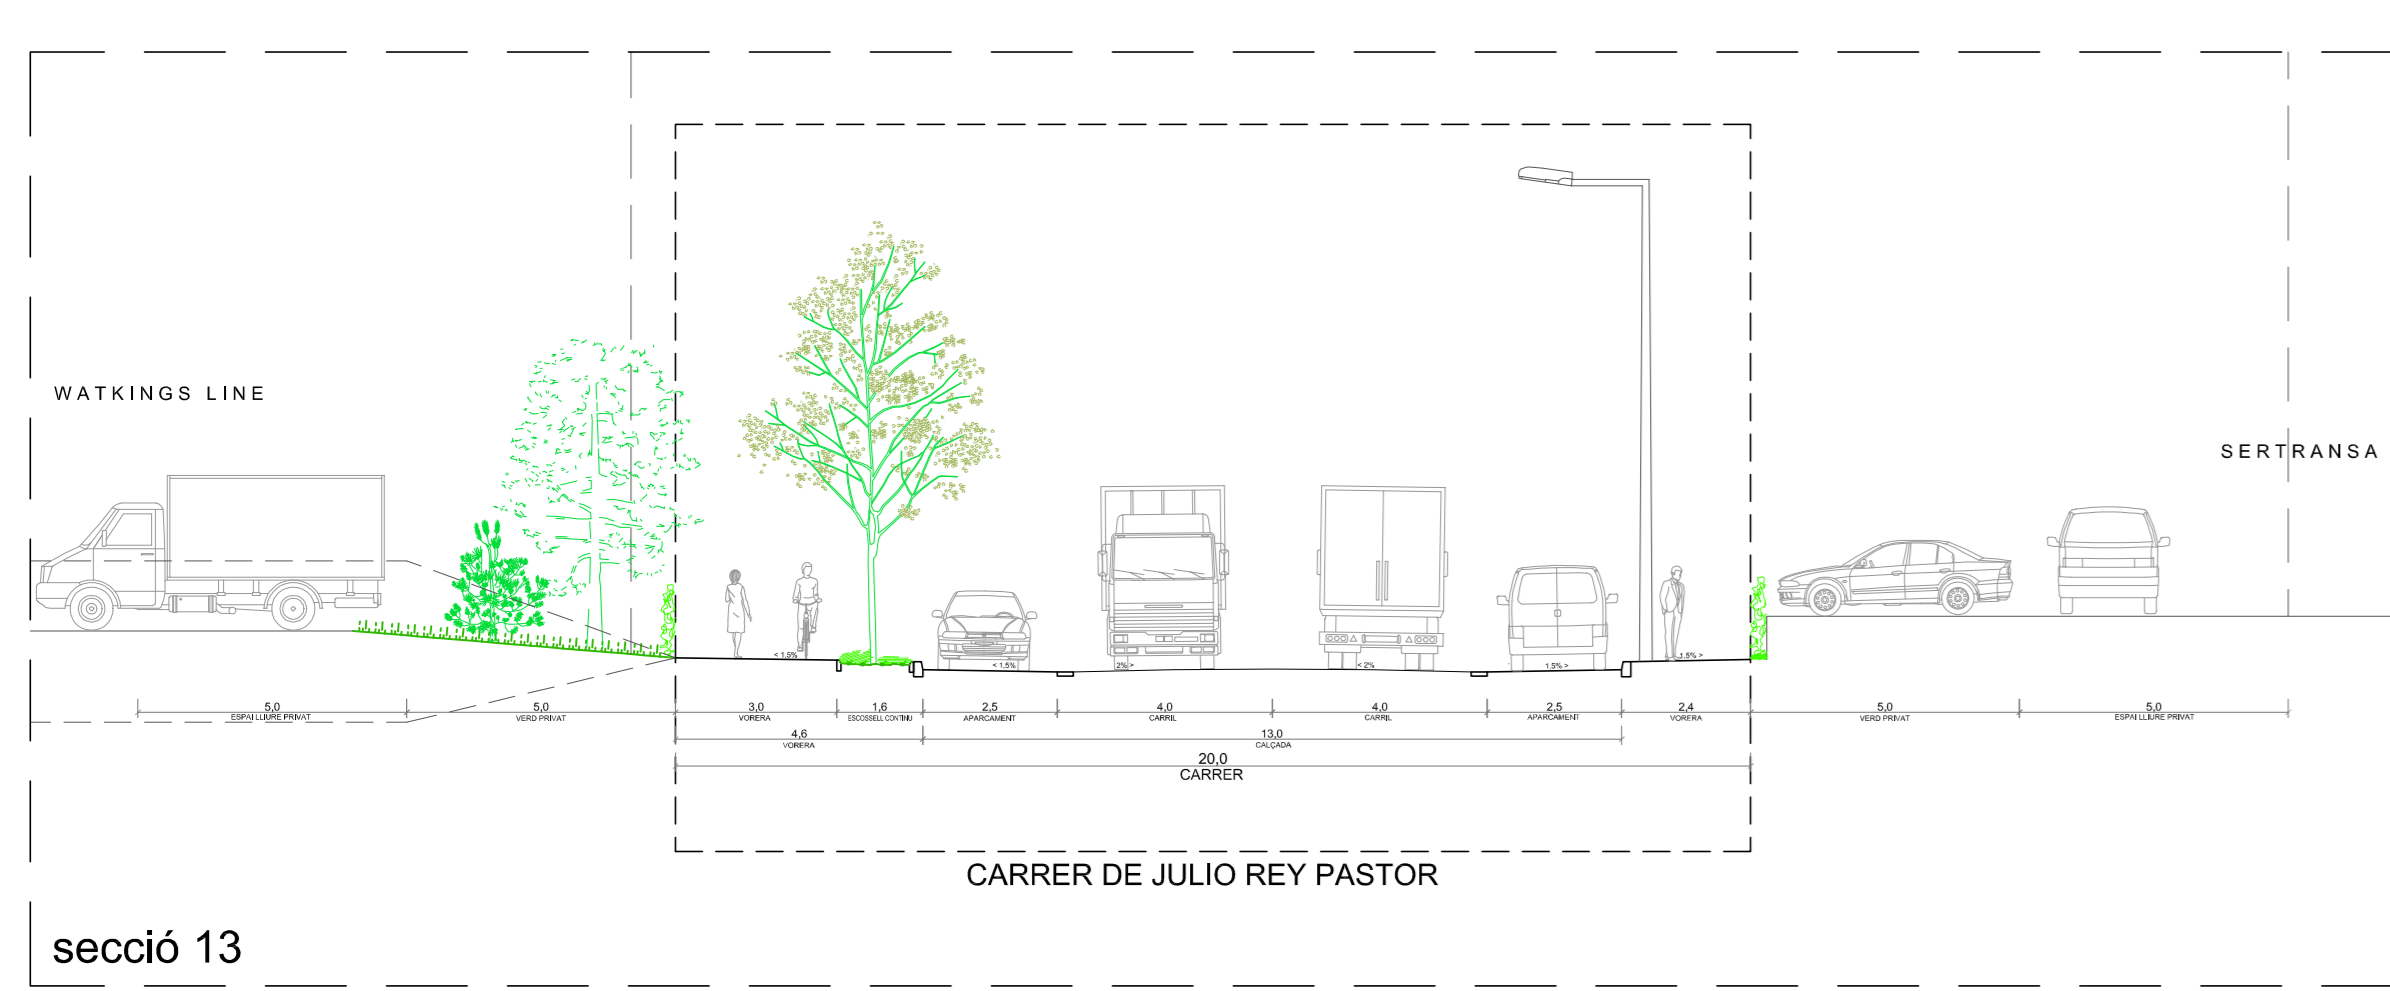 WATKINGS LINE
SERTRANSA
< 1,5%
< 1,5%
2% >
< 2%
1.5% >
1.5% >
5,0
ESPAI LLIURE PRIVAT
5,0
VERD PRIVAT
3,0
VORERA
1,6
ESCOSSELL CONTINU
2,5
APARCAMENT
4,0
CARRIL
4,0
CARRIL
2,5
APARCAMENT
2,4
VORERA
5,0
VERD PRIVAT
5,0
ESPAI LLIURE PRIVAT
4,6
VORERA
13,0
CALÇADA
20,0
CARRER
CARRER DE JULIO REY PASTOR
secció 13